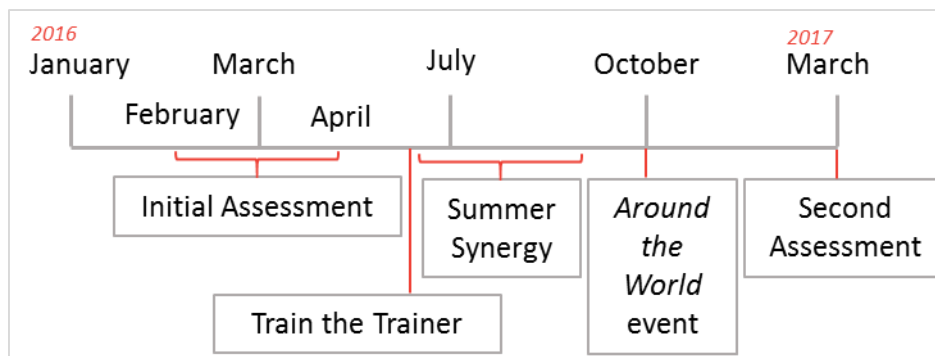 2016
2017
January
March
July
October
March
February
April
Initial Assessment
Summer
Synergy
Around
the
World
event
Second
Assessment
Train the Trainer